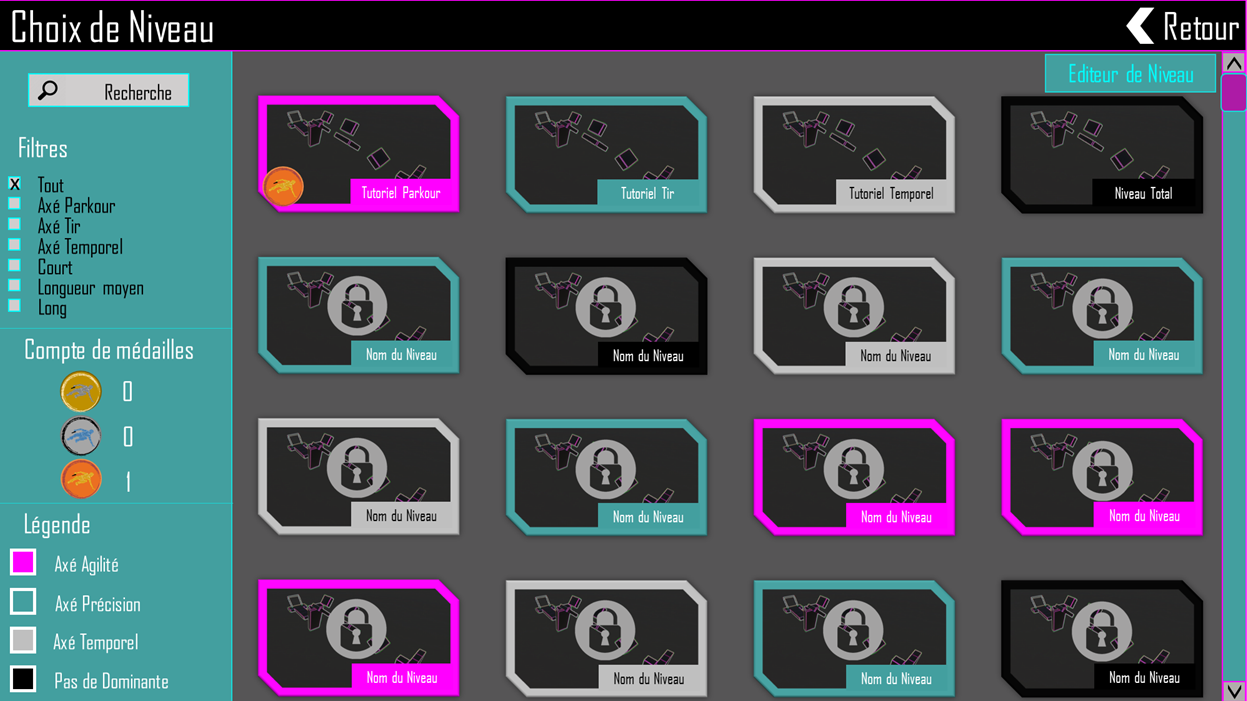 Choix de Niveau
Retour
Editeur de Niveau
Recherche
Filtres
X Tout
Axé Parkour
Axé Tir
Axé Temporel
Court
Longueur moyen
Long
Compte de médailles
0
0
1
Légende
Axé Agilité
Axé Précision
Axé Temporel
Pas de Dominante
Tutoriel Parkour
Tutoriel Tir
Tutoriel Temporel
Niveau Total
Nom du Niveau
Nom du Niveau
Nom du Niveau
Nom du Niveau
Nom du Niveau
Nom du Niveau
Nom du Niveau
Nom du Niveau
Nom du Niveau
Nom du Niveau
Nom du Niveau
Nom du Niveau